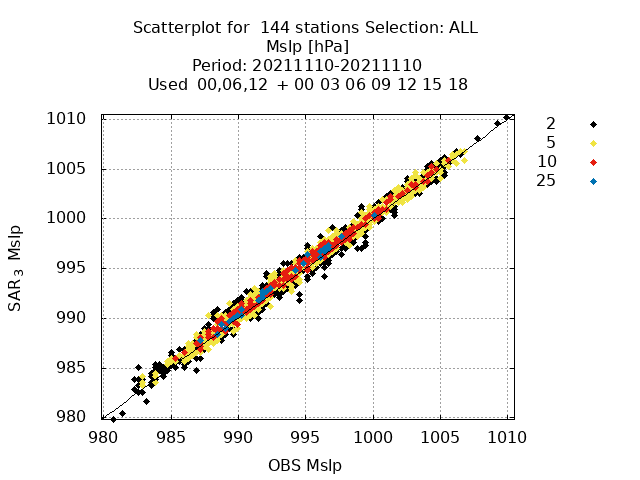 Scatterplot for  144 stations Selection: ALL
Mslp [hPa]
Period: 20211110-20211110
Used  00,06,12  + 00 03 06 09 12 15 18
2
5
10
25
1010
1005
1000
995
990
985
980
SAR₃  Mslp
980 985 990 995 1000 1005 1010
OBS Mslp